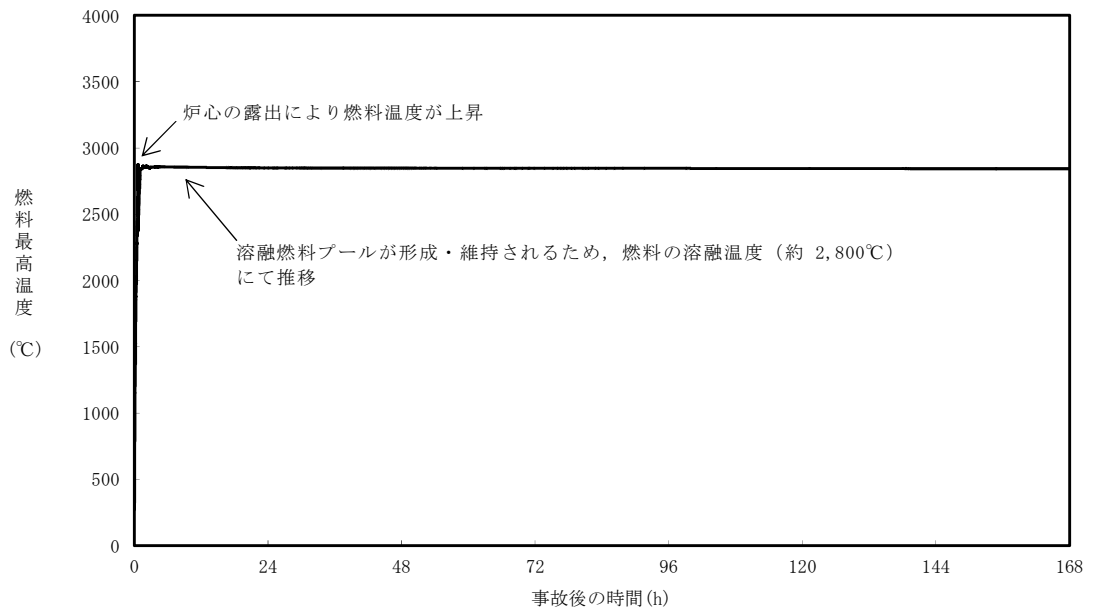 4000
3500
炉心の露出により燃料温度が上昇
3000
2500
溶融燃料プールが形成・維持されるため，燃料の溶融温度（約 2,800℃）
にて推移
2000
1500
1000
500
0
燃料最高温度
(℃)
0 24 48 72 96 120 144 168
事故後の時間(h)